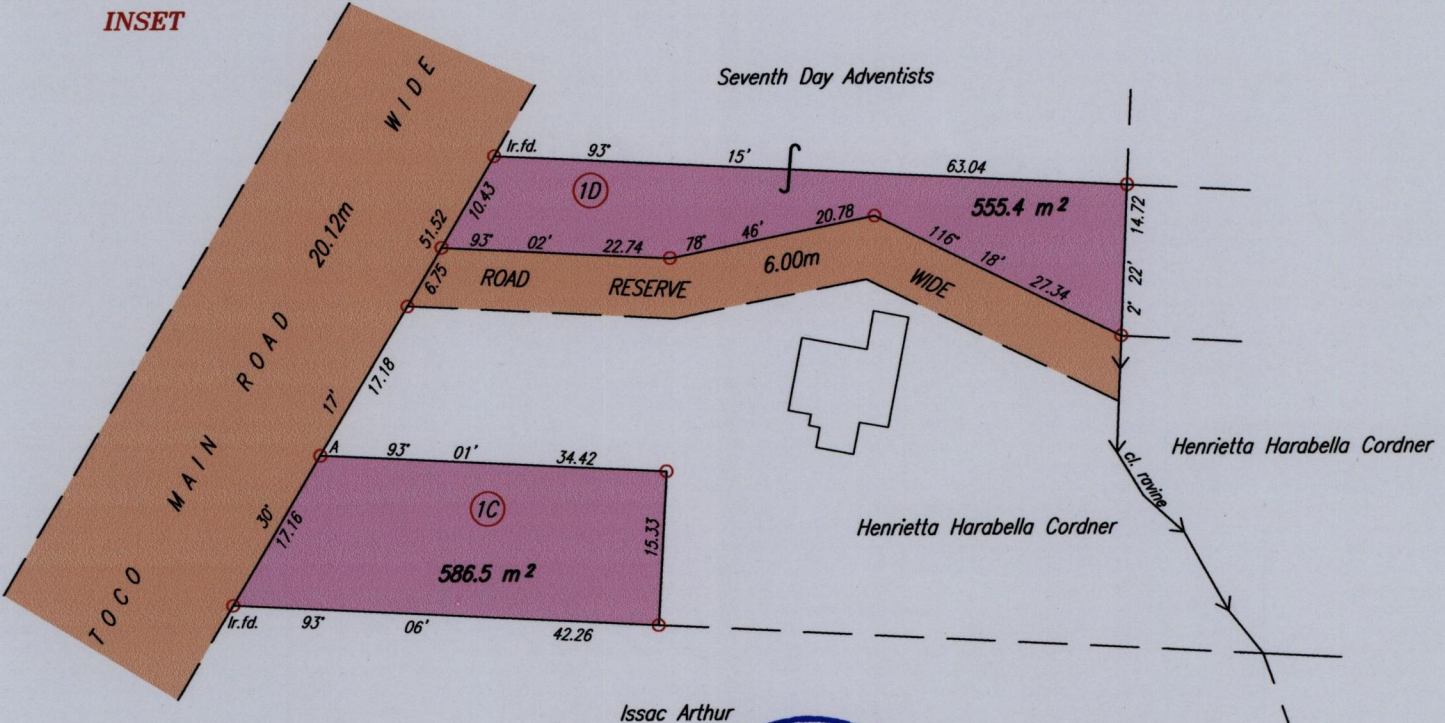 INSET
Seventh Day Adventists
TOCO MAIN ROAD 20.12m WIDE
Ir.fd. 93° 15' 63.04
1D
555.4 m²
10.43
51.52
14.72
2° 22'
93° 02' 22.74
78° 46' 20.78
116° 18' 27.34
6.75
ROAD RESERVE 6.00m WIDE
17.18
17'
A 93° 01' 34.42
Henrietta Harabella Cordner
cl. ravine
1C
30°
17.16
15.33
Henrietta Harabella Cordner
586.5 m²
Ir.fd. 93° 06' 42.26
Issac Arthur